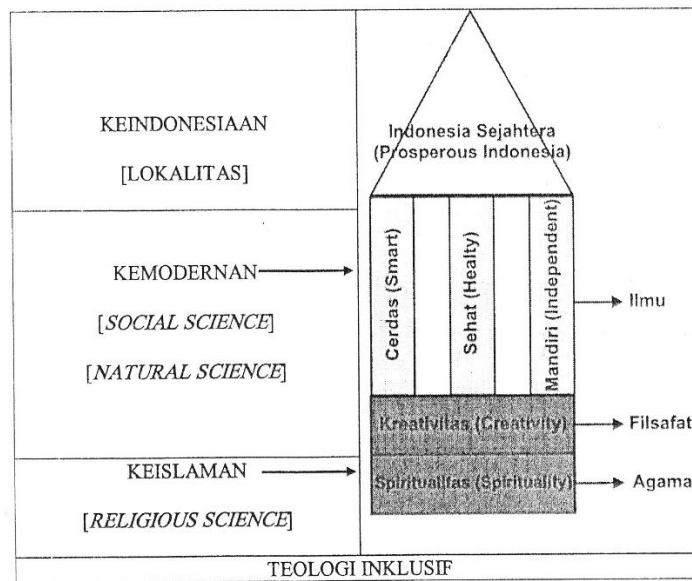 KEINDONESIAAN
[LOKALITAS]
KEMODERNAN
[SOCIAL SCIENCE]
[NATURAL SCIENCE]
KEISLAMAN
[RELIGIOUS SCIENCE]
Indonesia Sejahtera
(Prosperous Indonesia)
Cerdas (Smart)
Sehat (Healty)
Mandiri (Independent)
Ilmu
Kreativitas (Creativity)
Filsafat
Spiritualitas (Spirituality)
Agama
TEOLOGI INKLUSIF